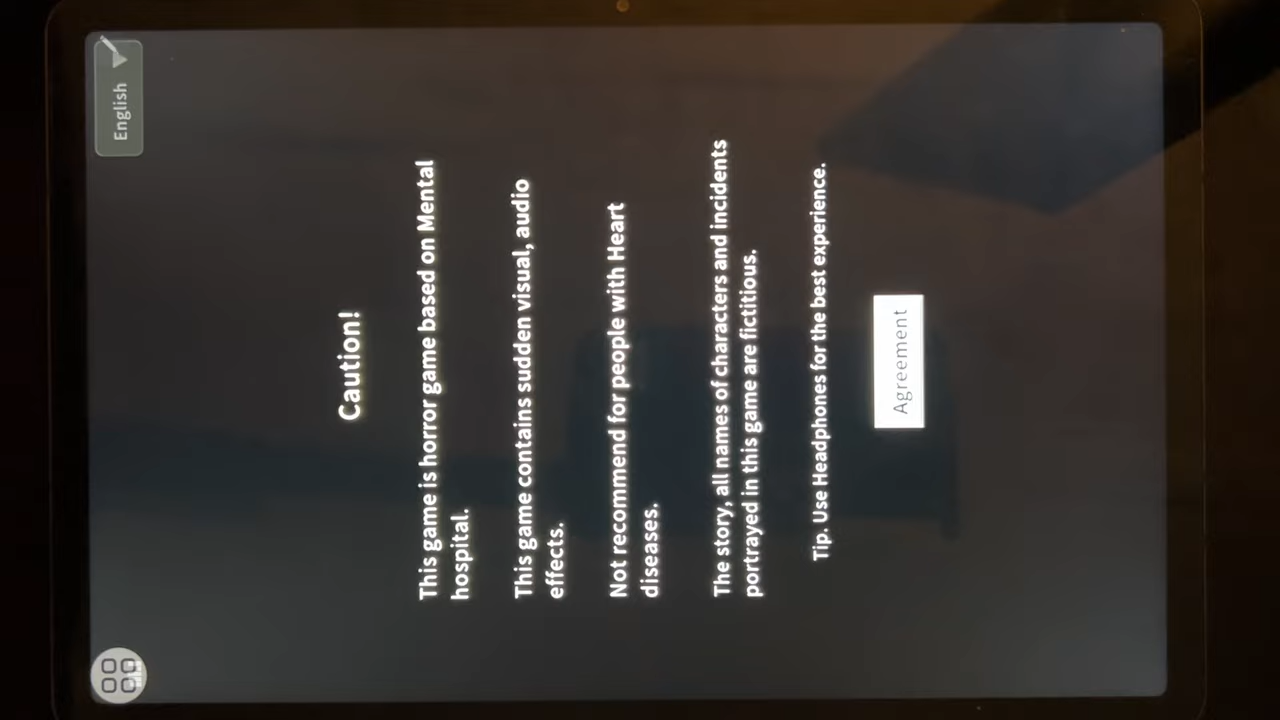 English
Caution!
This game is horror game based on Mental
hospital.
This game contains sudden visual, audio
effects.
Not recommend for people with Heart
diseases.
The story, all names of characters and incidents
portrayed in this game are fictitious.
Tip. Use Headphones for the best experience.
Agreement